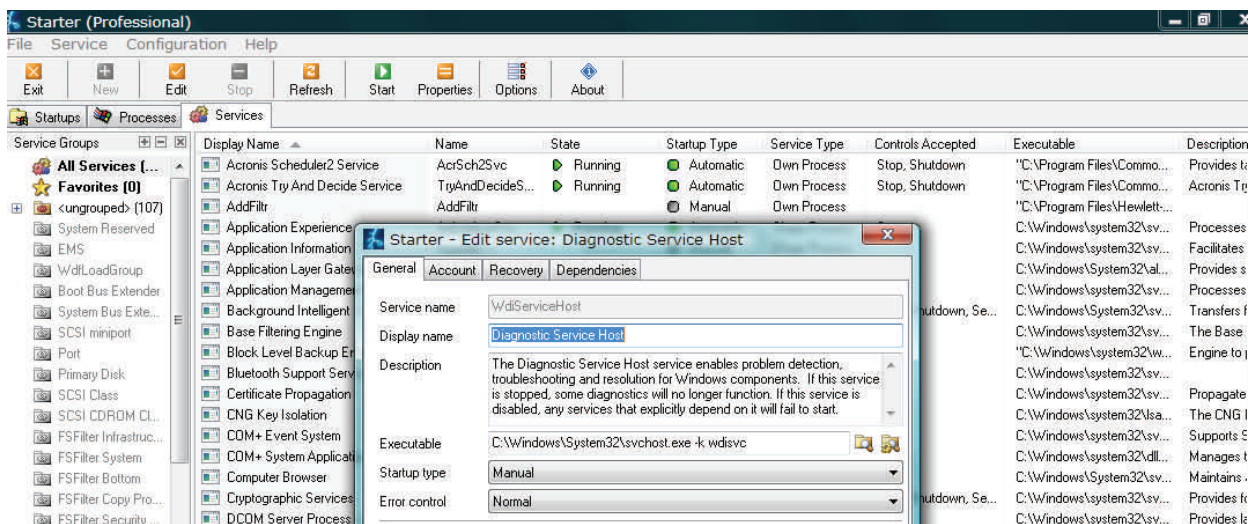 Starter (Professional)
File Service Configuration Help
Exit New Edit Stop Refresh Start Properties Options About
Startups Processes Services
Service Groups
All Services (...
Favorites (0)
<ungrouped> (107)
System Reserved
EMS
WdfLoadGroup
Boot Bus Extender
System Bus Exte...
SCSI miniport
Port
Primary Disk
SCSI Class
SCSI CDROM Cl...
FSFilter Infrastruc...
FSFilter System
FSFilter Bottom
FSFilter Copy Pro...
FSFilter Security ...
Display Name Name State Startup Type Service Type Controls Accepted Executable Description
Acronis Scheduler2 Service AcrSch2Svc Running Automatic Own Process Stop, Shutdown "C:\Program Files\Commo... Provides ta
Acronis Try And Decide Service TryAndDecideS... Running Automatic Own Process Stop, Shutdown "C:\Program Files\Commo... Acronis Try
AddFiltr AddFiltr Manual Own Process "C:\Program Files\Hewlett-...
Application Experience C:\Windows\system32\sv... Processes
Application Information C:\Windows\system32\sv... Facilitates
Application Layer Gatew C:\Windows\System32\al... Provides s
Application Manageme C:\Windows\system32\sv... Processes
Background Intelligent hutdown, Se... C:\Windows\System32\sv... Transfers f
Base Filtering Engine C:\Windows\system32\sv... The Base
Block Level Backup En "C:\Windows\system32\w... Engine to p
Bluetooth Support Serv C:\Windows\system32\sv...
Certificate Propagation C:\Windows\system32\sv... Propagate
CNG Key Isolation C:\Windows\system32\lsa... The CNG
COM+ Event System C:\Windows\system32\sv... Supports S
COM+ System Applicati C:\Windows\system32\dll... Manages t
Computer Browser C:\Windows\System32\sv... Maintains
Cryptographic Services hutdown, Se... C:\Windows\system32\sv... Provides fo
DCOM Server Process C:\Windows\system32\sv... Provides la
Starter - Edit service: Diagnostic Service Host
General Account Recovery Dependencies
Service name WdiServiceHost
Display name Diagnostic Service Host
Description The Diagnostic Service Host service enables problem detection,
troubleshooting and resolution for Windows components. If this service
is stopped, some diagnostics will no longer function. If this service is
disabled, any services that explicitly depend on it will fail to start.
Executable C:\Windows\System32\svchost.exe -k wdisvc
Startup type Manual
Error control Normal